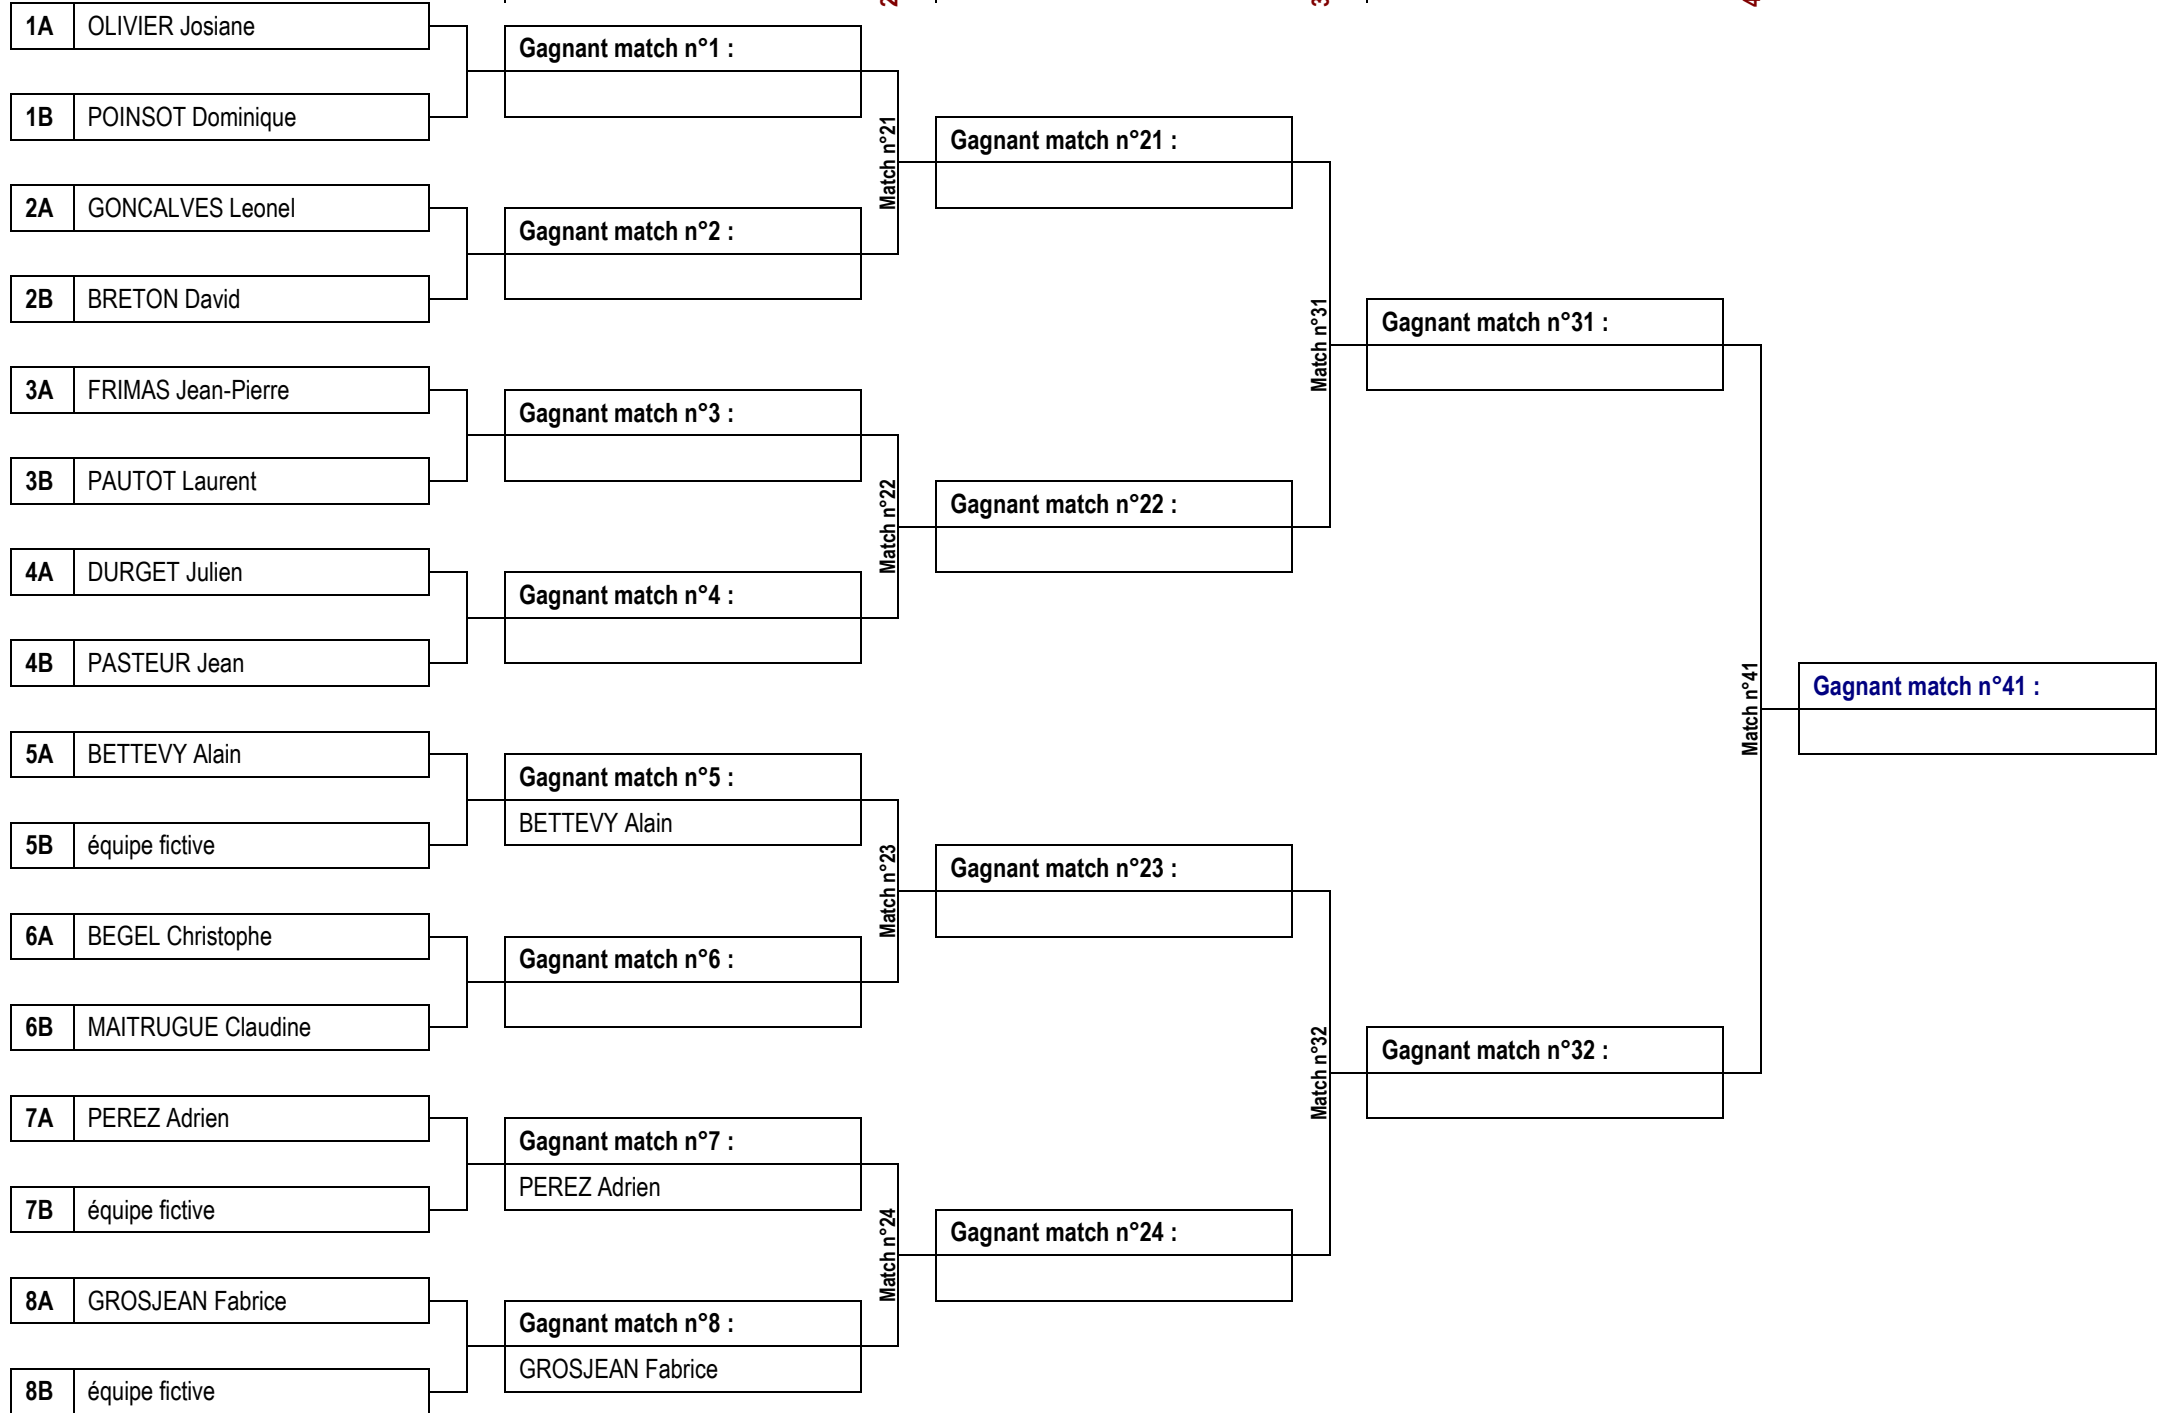 1A OLIVIER Josiane
Gagnant match n°1 :
1B POINSOT Dominique
Match n°21
Gagnant match n°21 :
2A GONCALVES Leonel
Gagnant match n°2 :
2B BRETON David
Match n°31
Gagnant match n°31 :
3A FRIMAS Jean-Pierre
Gagnant match n°3 :
3B PAUTOT Laurent
Match n°22
Gagnant match n°22 :
4A DURGET Julien
Gagnant match n°4 :
4B PASTEUR Jean
Match n°41
Gagnant match n°41 :
5A BETTEVY Alain
Gagnant match n°5 :
BETTEVY Alain
5B équipe fictive
Match n°23
Gagnant match n°23 :
6A BEGEL Christophe
Gagnant match n°6 :
6B MAITRUGUE Claudine
Match n°32
Gagnant match n°32 :
7A PEREZ Adrien
Gagnant match n°7 :
PEREZ Adrien
7B équipe fictive
Match n°24
Gagnant match n°24 :
8A GROSJEAN Fabrice
Gagnant match n°8 :
GROSJEAN Fabrice
8B équipe fictive